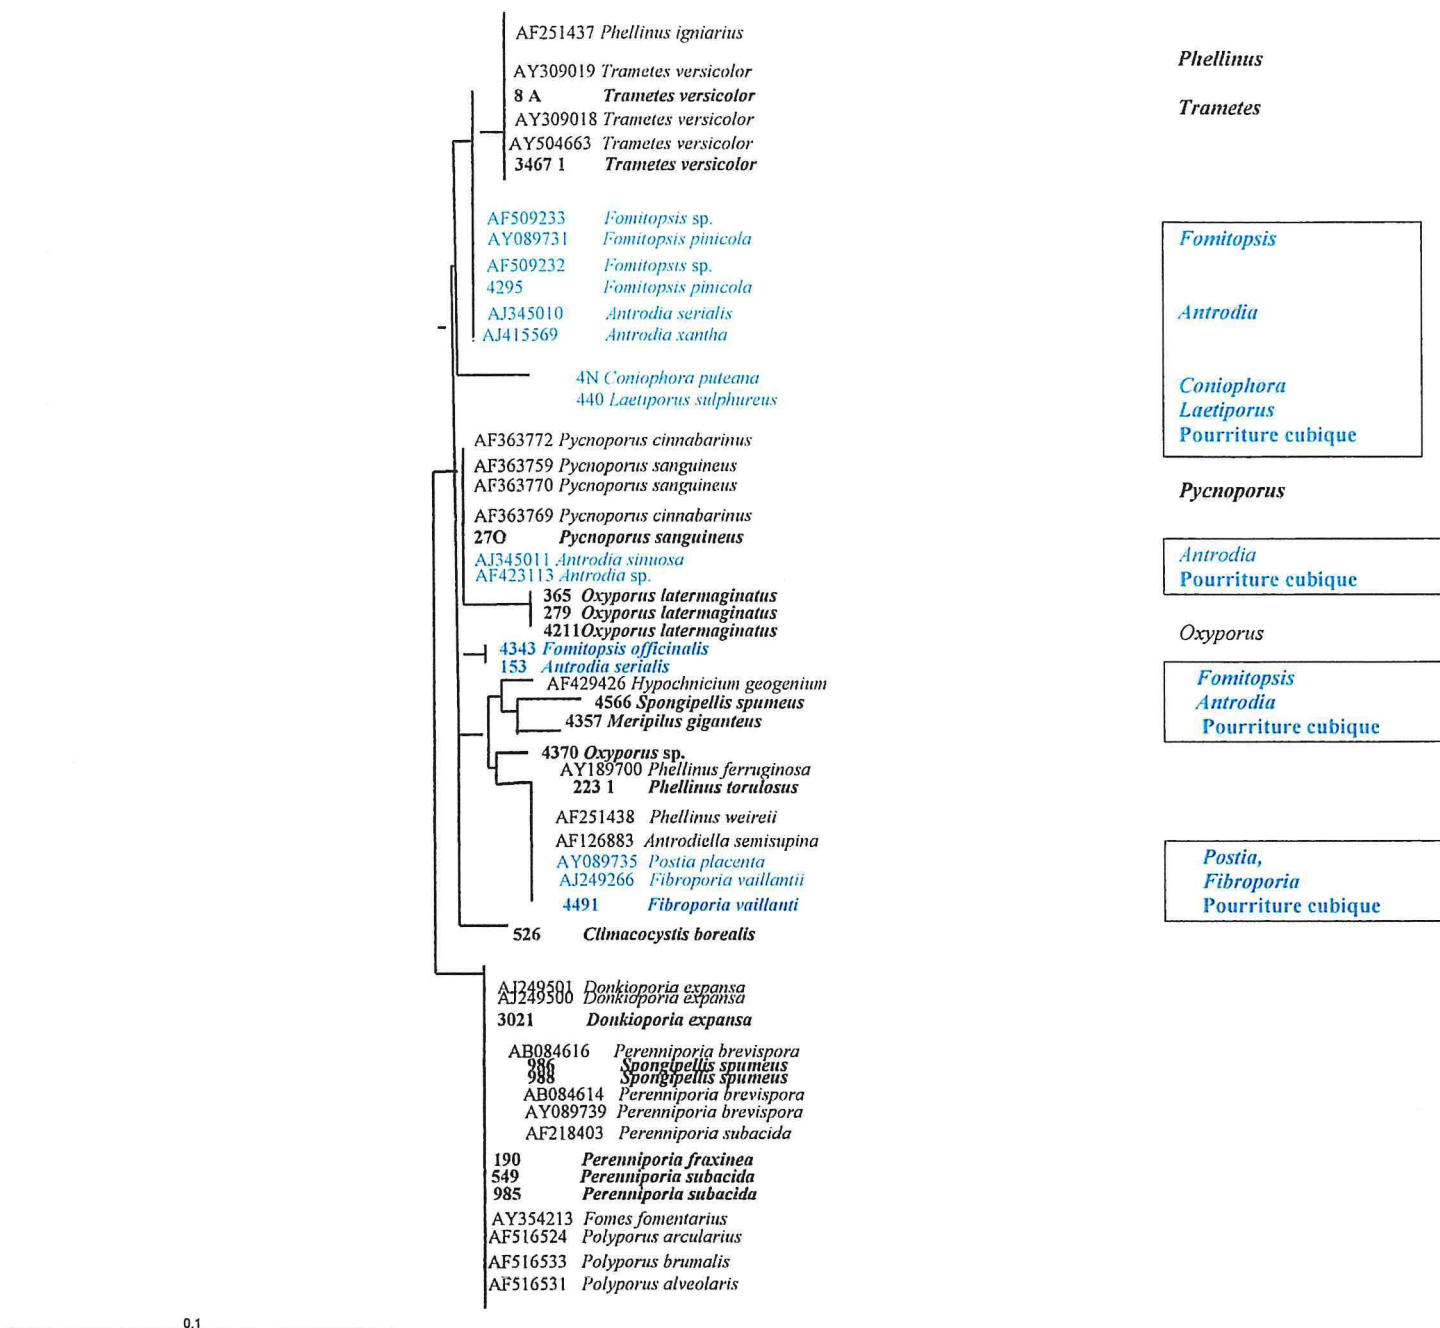 AF251437 Phellinus igniarius
AY309019 Trametes versicolor
8 A Trametes versicolor
AY309018 Trametes versicolor
AY504663 Trametes versicolor
3467 1 Trametes versicolor
AF509233 Fomitopsis sp.
AY089731 Fomitopsis pinicola
AF509232 Fomitopsis sp.
4295 Fomitopsis pinicola
AJ345010 Antrodia serialis
AJ415569 Antrodia xantha
4N Coniophora puteana
440 Laetiporus sulphureus
AF363772 Pycnoporus cinnabarinus
AF363759 Pycnoporus sanguineus
AF363770 Pycnoporus sanguineus
AF363769 Pycnoporus cinnabarinus
27O Pycnoporus sanguineus
AJ345011 Antrodia sinuosa
AF423113 Antrodia sp.
365 Oxyporus latermaginatus
279 Oxyporus latermaginatus
4211 Oxyporus latermaginatus
4343 Fomitopsis officinalis
153 Antrodia serialis
AF429426 Hypochnicium geogenium
4566 Spongipellis spumeus
4357 Meripilus giganteus
4370 Oxyporus sp.
AY189700 Phellinus ferruginosa
223 1 Phellinus torulosus
AF251438 Phellinus weireii
AF126883 Antrodiella semisupina
AY089735 Postia placenta
AJ249266 Fibroporia vaillantii
4491 Fibroporia vaillanti
526 Climacocystis borealis
AJ249501 Donkioporia expansa
AJ249500 Donkioporia expansa
3021 Donkioporia expansa
AB084616 Perenniporia brevispora
986 Spongipellis spumeus
988 Spongipellis spumeus
AB084614 Perenniporia brevispora
AY089739 Perenniporia brevispora
AF218403 Perenniporia subacida
190 Perenniporia fraxinea
549 Perenniporia subacida
985 Perenniporia subacida
AY354213 Fomes fomentarius
AF516524 Polyporus arcularius
AF516533 Polyporus brumalis
AF516531 Polyporus alveolaris
0.1
Phellinus
Trametes
Fomitopsis
Antrodia
Coniophora
Laetiporus
Pourriture cubique
Pycnoporus
Antrodia
Pourriture cubique
Oxyporus
Fomitopsis
Antrodia
Pourriture cubique
Postia,
Fibroporia
Pourriture cubique